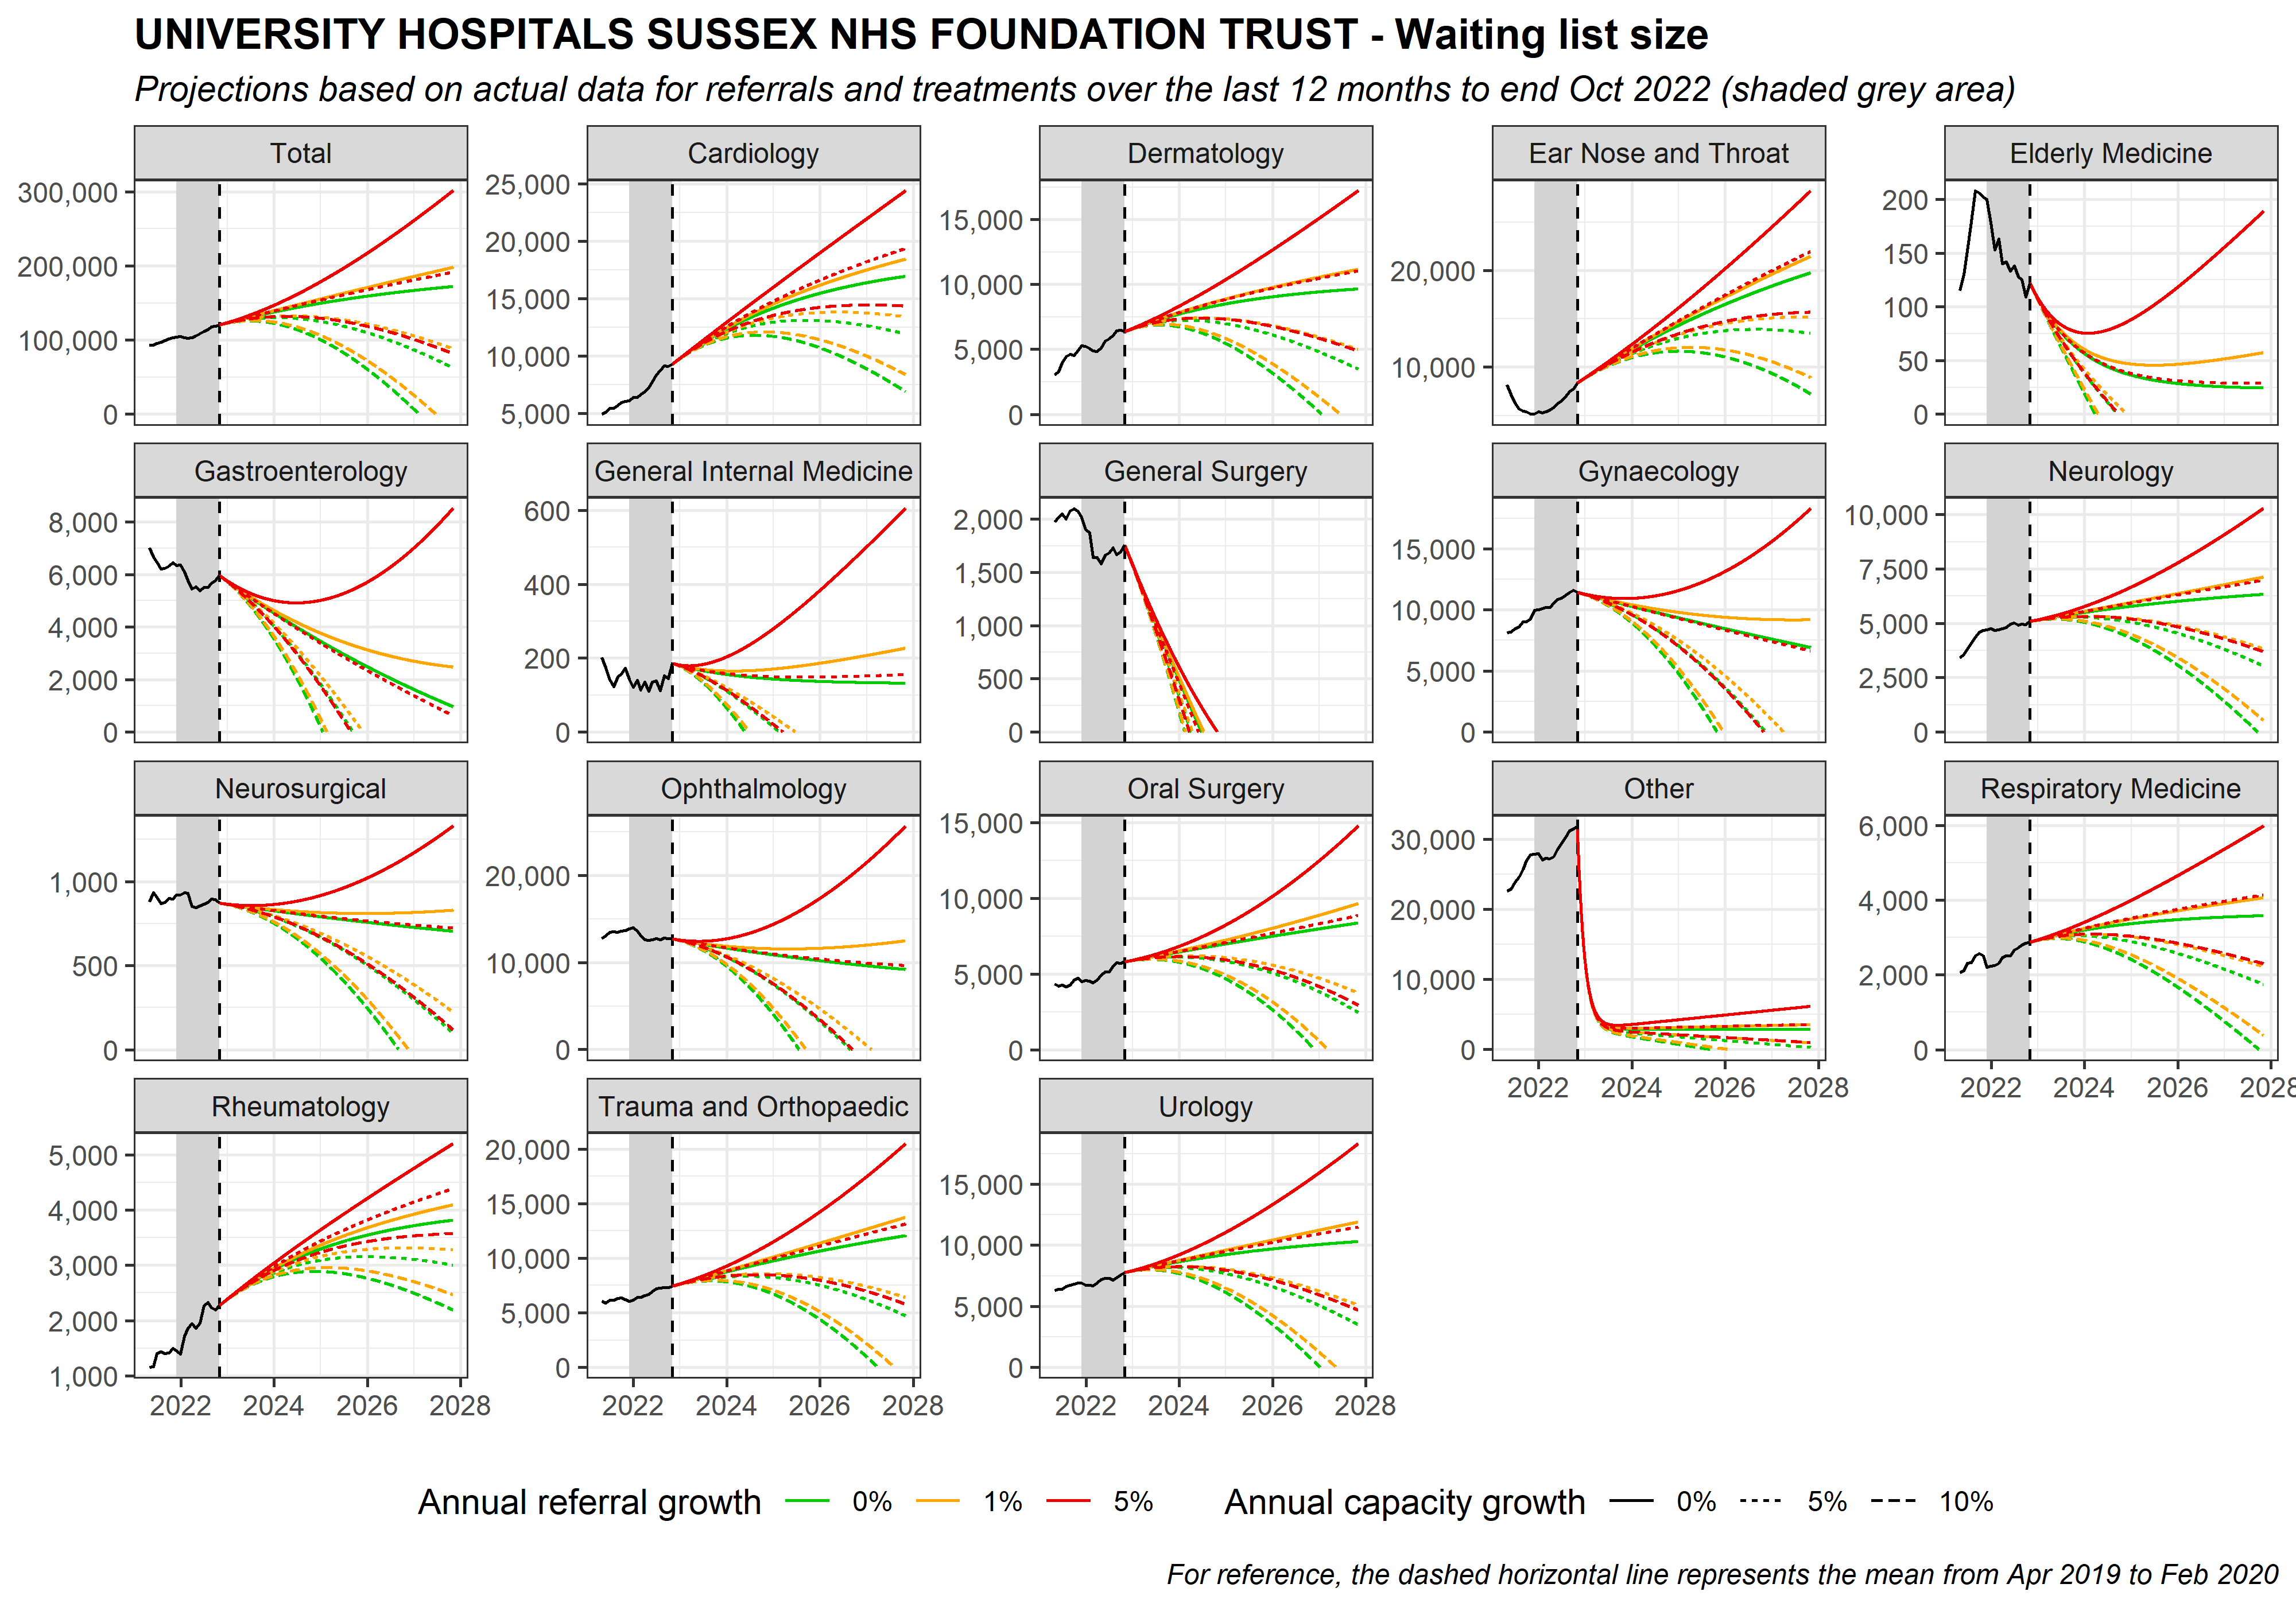 UNIVERSITY HOSPITALS SUSSEX NHS FOUNDATION TRUST - Waiting list size
Projections based on actual data for referrals and treatments over the last 12 months to end Oct 2022 (shaded grey area)
Total
300,000
200,000
100,000
0
Cardiology
25,000
20,000
15,000
10,000
5,000
Dermatology
15,000
10,000
5,000
0
Ear Nose and Throat
20,000
10,000
Elderly Medicine
200
150
100
50
0
Gastroenterology
8,000
6,000
4,000
2,000
0
General Internal Medicine
600
400
200
0
General Surgery
2,000
1,500
1,000
500
0
Gynaecology
15,000
10,000
5,000
0
Neurology
10,000
7,500
5,000
2,500
0
Neurosurgical
1,000
500
0
Ophthalmology
20,000
10,000
0
Oral Surgery
15,000
10,000
5,000
0
Other
30,000
20,000
10,000
0
2022 2024 2026 2028
Respiratory Medicine
6,000
4,000
2,000
0
2022 2024 2026 2028
Rheumatology
5,000
4,000
3,000
2,000
1,000
2022 2024 2026 2028
Trauma and Orthopaedic
20,000
15,000
10,000
5,000
0
2022 2024 2026 2028
Urology
15,000
10,000
5,000
0
2022 2024 2026 2028
Annual referral growth 0% 1% 5% Annual capacity growth 0% 5% 10%
For reference, the dashed horizontal line represents the mean from Apr 2019 to Feb 2020